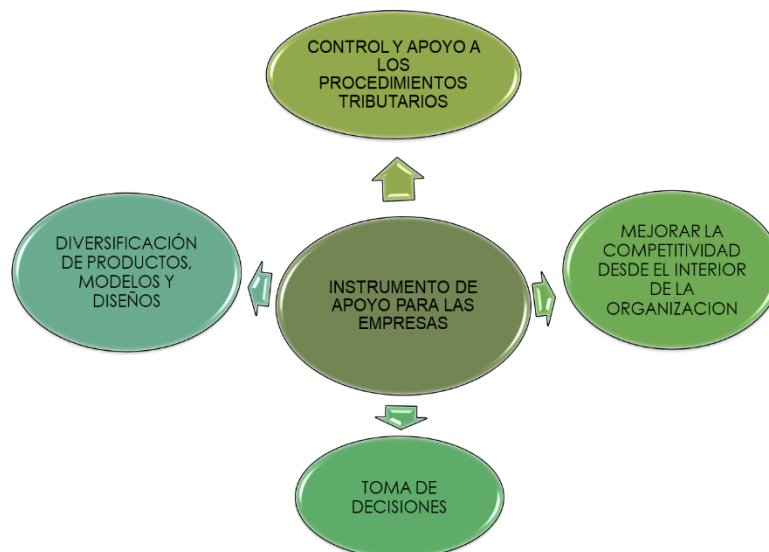 CONTROL Y APOYO A
LOS
PROCEDIMIENTOS
TRIBUTARIOS
DIVERSIFICACIÓN
DE PRODUCTOS,
MODELOS Y
DISEÑOS
INSTRUMENTO DE
APOYO PARA LAS
EMPRESAS
MEJORAR LA
COMPETITIVIDAD
DESDE EL INTERIOR
DE LA
ORGANIZACION
TOMA DE
DECISIONES